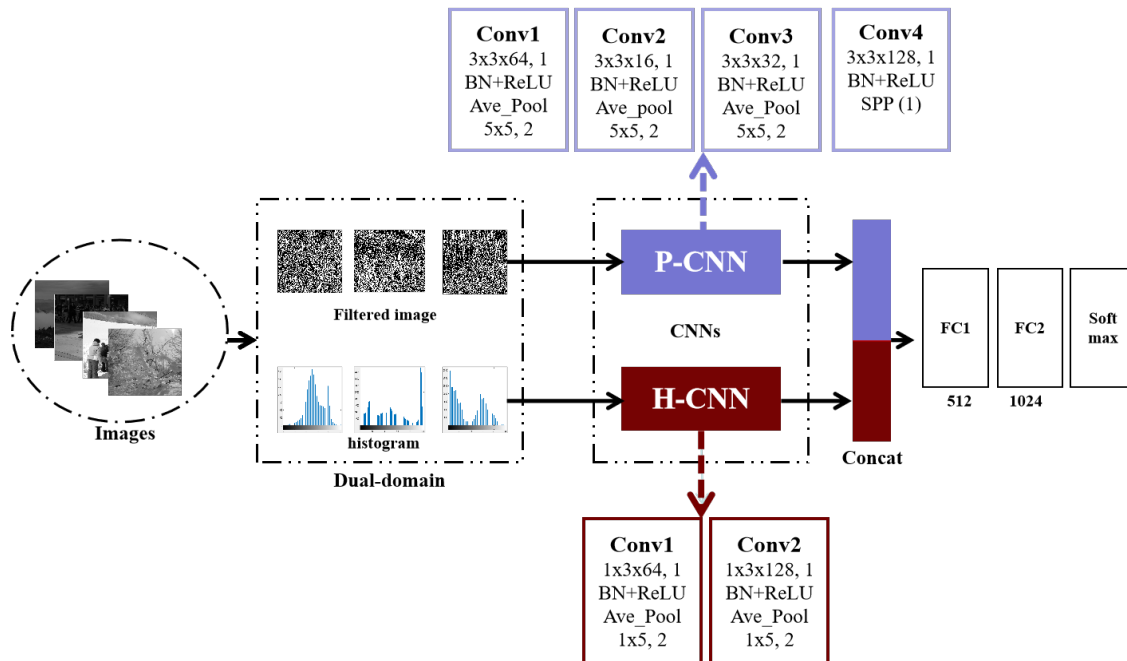 Conv1
3x3x64, 1
BN+ReLU
Ave_Pool
5x5, 2
Conv2
3x3x16, 1
BN+ReLU
Ave_pool
5x5, 2
Conv3
3x3x32, 1
BN+ReLU
Ave_Pool
5x5, 2
Conv4
3x3x128, 1
BN+ReLU
SPP (1)
Images
Filtered image
histogram
Dual-domain
P-CNN
CNNs
H-CNN
Concat
FC1
512
FC2
1024
Soft
max
Conv1
1x3x64, 1
BN+ReLU
Ave_Pool
1x5, 2
Conv2
1x3x128, 1
BN+ReLU
Ave_Pool
1x5, 2